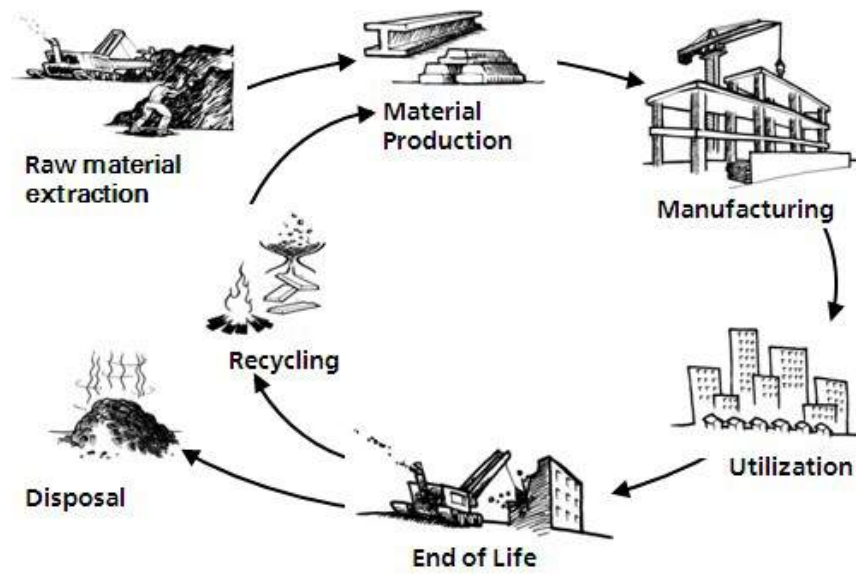 Raw material
extraction
Material
Production
Manufacturing
Utilization
End of Life
Recycling
Disposal